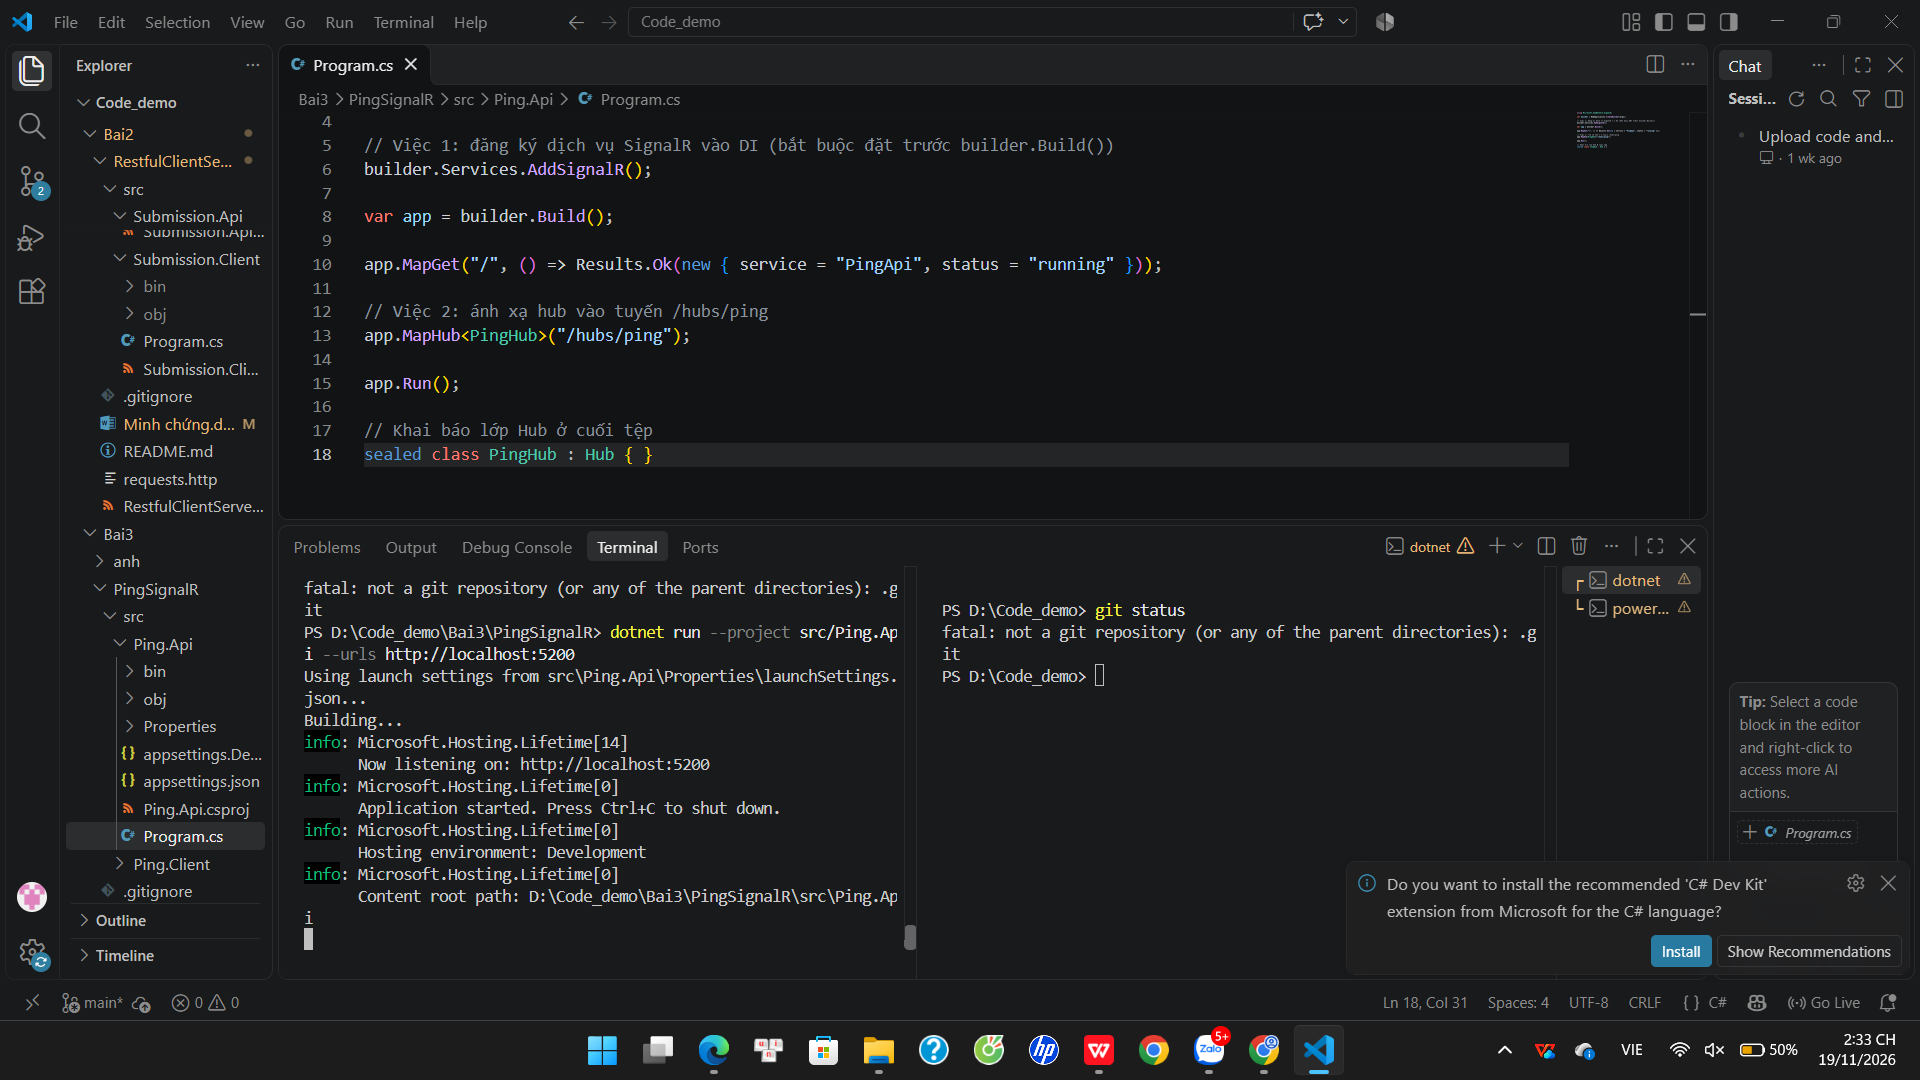 File Edit Selection View Go Run Terminal Help
Code_demo
Explorer
Code_demo
Bai2
RestfulClientSe...
src
Submission.Api
Submission.Api...
Submission.Client
bin
obj
Program.cs
Submission.Cli...
.gitignore
Minh chứng.d... M
README.md
requests.http
RestfulClientServe...
Bai3
anh
PingSignalR
src
Ping.Api
bin
obj
Properties
appsettings.De...
appsettings.json
Ping.Api.csproj
Program.cs
Ping.Client
.gitignore
Outline
Timeline
2
Program.cs
Bai3 > PingSignalR > src > Ping.Api > Program.cs
4
5 // Việc 1: đăng ký dịch vụ SignalR vào DI (bắt buộc đặt trước builder.Build())
6 builder.Services.AddSignalR();
7
8 var app = builder.Build();
9
10 app.MapGet("/", () => Results.Ok(new { service = "PingApi", status = "running" }));
11
12 // Việc 2: ánh xạ hub vào tuyến /hubs/ping
13 app.MapHub<PingHub>("/hubs/ping");
14
15 app.Run();
16
17 // Khai báo lớp Hub ở cuối tệp
18 sealed class PingHub : Hub { }
Problems Output Debug Console Terminal Ports
dotnet
fatal: not a git repository (or any of the parent directories): .g
it
PS D:\Code_demo\Bai3\PingSignalR> dotnet run --project src/Ping.Ap
i --urls http://localhost:5200
Using launch settings from src\Ping.Api\Properties\launchSettings.
json...
Building...
info: Microsoft.Hosting.Lifetime[14]
Now listening on: http://localhost:5200
info: Microsoft.Hosting.Lifetime[0]
Application started. Press Ctrl+C to shut down.
info: Microsoft.Hosting.Lifetime[0]
Hosting environment: Development
info: Microsoft.Hosting.Lifetime[0]
Content root path: D:\Code_demo\Bai3\PingSignalR\src\Ping.Ap
i
PS D:\Code_demo> git status
fatal: not a git repository (or any of the parent directories): .g
it
PS D:\Code_demo>
dotnet
power...
Chat
Sessi...
Upload code and...
· 1 wk ago
Tip: Select a code
block in the editor
and right-click to
access more AI
actions.
Program.cs
Do you want to install the recommended 'C# Dev Kit'
extension from Microsoft for the C# language?
Install Show Recommendations
main* 0 0
Ln 18, Col 31 Spaces: 4 UTF-8 CRLF {} C# Go Live
hp
Zalo
5+
VIE
50%
2:33 CH
19/11/2026